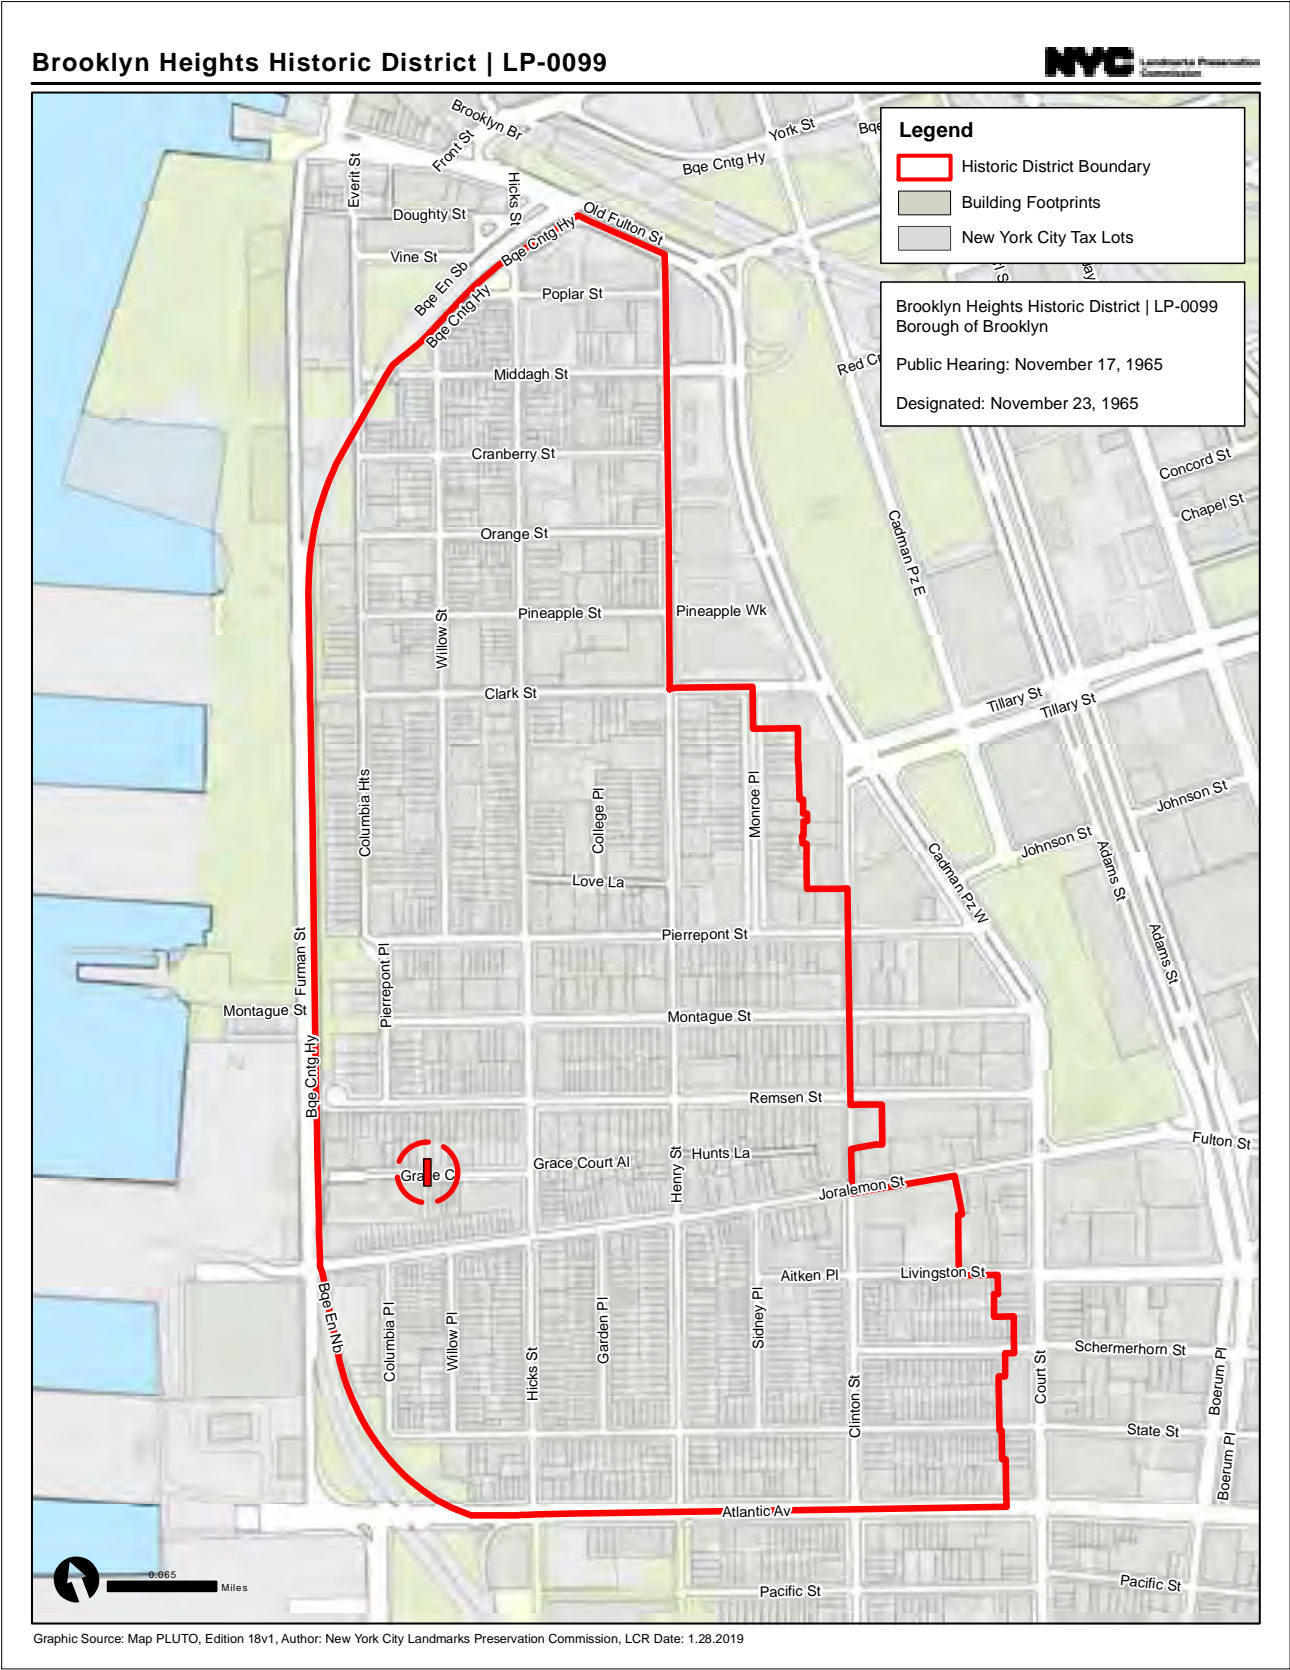 Brooklyn Heights Historic District | LP-0099
NYC Landmarks Preservation
Commission
Legend
Historic District Boundary
Building Footprints
New York City Tax Lots
Brooklyn Heights Historic District | LP-0099
Borough of Brooklyn
Public Hearing: November 17, 1965
Designated: November 23, 1965
Brooklyn Br
Front St
York St
Bqe
Bqe Cntg Hy
Everit St
Hicks St
Doughty St
Old Fulton St
Bqe Cntg Hy
Vine St
Bqe En Sb
Bqe Cntg Hy
Poplar St
Middagh St
Red Cr
Cranberry St
Concord St
Chapel St
Orange St
Cadman Pz E
Pineapple St
Pineapple Wk
Willow St
Clark St
Tillary St
Tillary St
Columbia Hts
College Pl
Monroe Pl
Johnson St
Johnson St
Adams St
Love La
Cadman Pz W
Pierrepont St
Furman St
Pierrepont Pl
Adams St
Montague St
Montague St
Bqe Cntg Hy
Remsen St
Fulton St
Grace C
Grace Court Al
Henry St
Hunts La
Joralemon St
Aitken Pl
Livingston St
Bqe En Nb
Columbia Pl
Willow Pl
Hicks St
Garden Pl
Sidney Pl
Clinton St
Schermerhorn St
Court St
Boerum Pl
State St
Boerum Pl
Atlantic Av
Pacific St
Pacific St
0.065
Miles
Graphic Source: Map PLUTO, Edition 18v1, Author: New York City Landmarks Preservation Commission, LCR Date: 1.28.2019